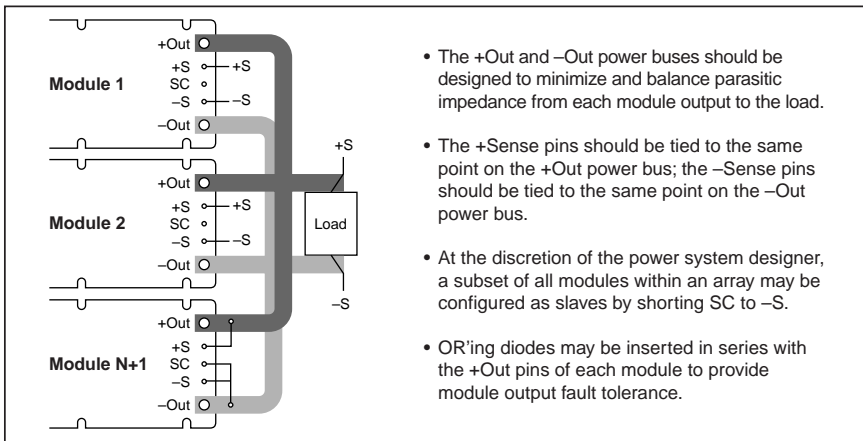 +Out
+S
+S
Module 1
SC
–S
–S
–Out
+Out
+S
+S
Module 2
SC
–S
–S
–Out
+Out
+S
Module N+1
SC
–S
–Out
+S
Load
–S
• The +Out and –Out power buses should be
designed to minimize and balance parasitic
impedance from each module output to the load.
• The +Sense pins should be tied to the same
point on the +Out power bus; the –Sense pins
should be tied to the same point on the –Out
power bus.
• At the discretion of the power system designer,
a subset of all modules within an array may be
configured as slaves by shorting SC to –S.
• OR'ing diodes may be inserted in series with
the +Out pins of each module to provide
module output fault tolerance.